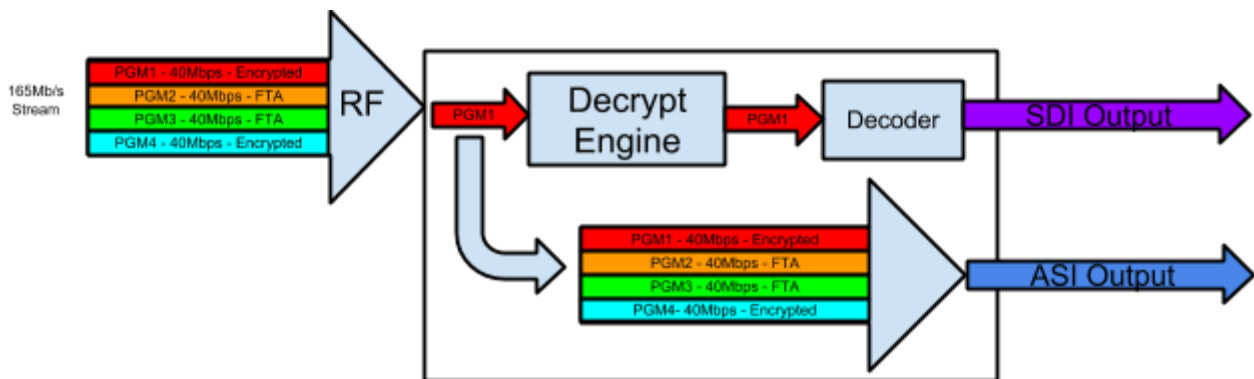 165Mb/s
Stream
PGM1 - 40Mbps - Encrypted
PGM2 - 40Mbps - FTA
PGM3 - 40Mbps - FTA
PGM4 - 40Mbps - Encrypted
RF
PGM1
Decrypt
Engine
PGM1
Decoder
SDI Output
PGM1 - 40Mbps - Encrypted
PGM2 - 40Mbps - FTA
PGM3 - 40Mbps - FTA
PGM4- 40Mbps - Encrypted
ASI Output